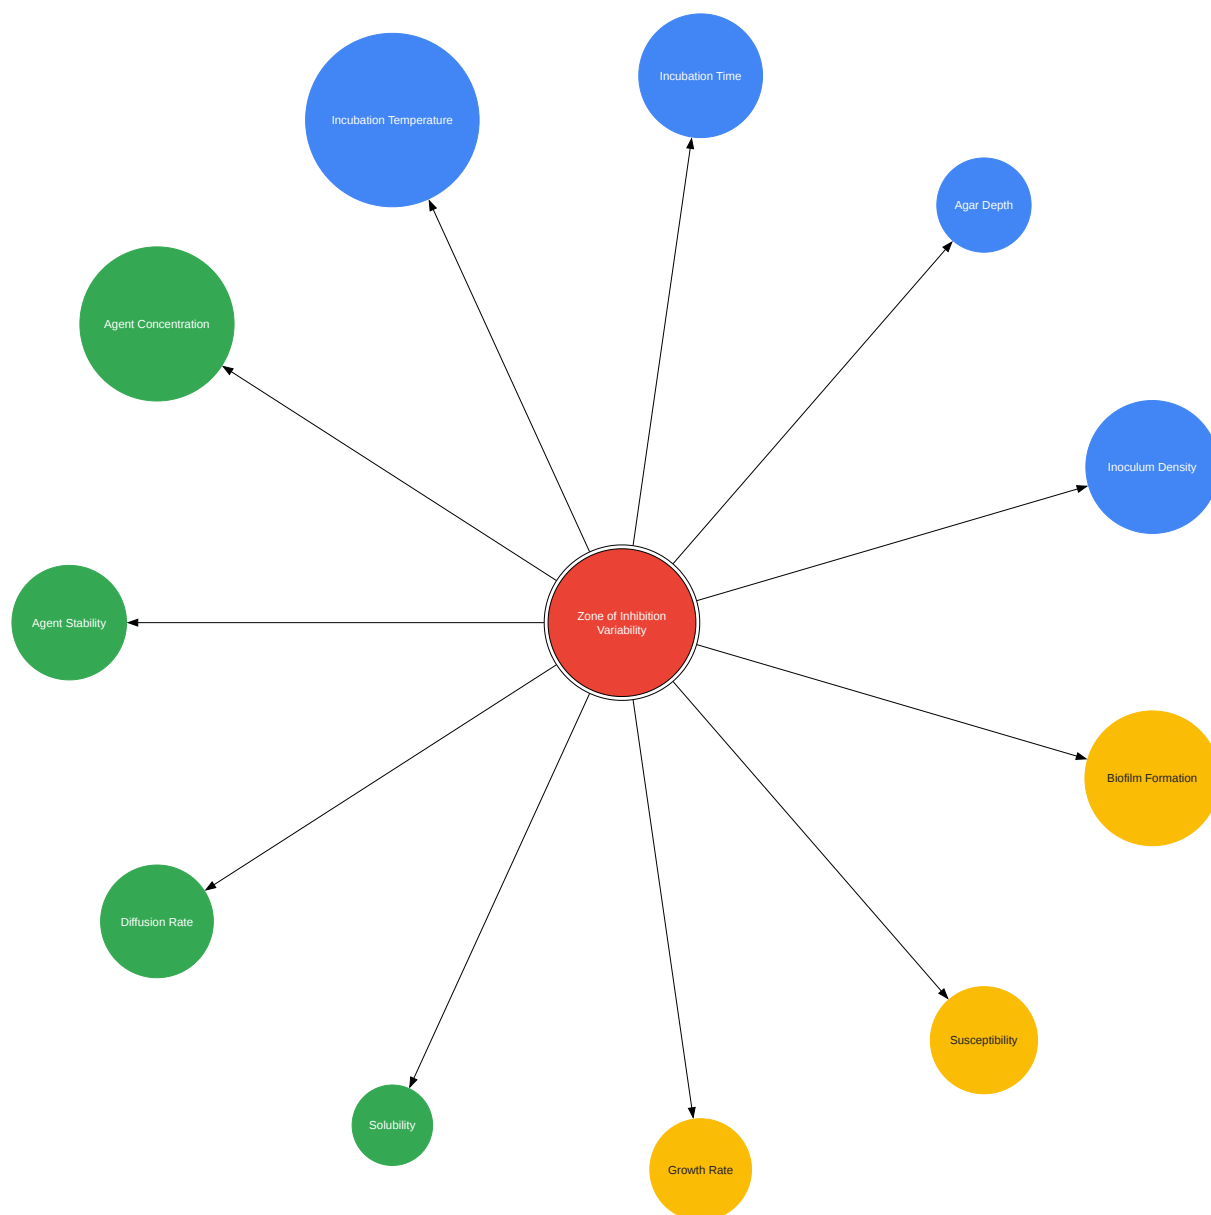 Incubation Time
Incubation Temperature
Agar Depth
Agent Concentration
Inoculum Density
Zone of Inhibition
Variability
Agent Stability
Biofilm Formation
Diffusion Rate
Susceptibility
Solubility
Growth Rate